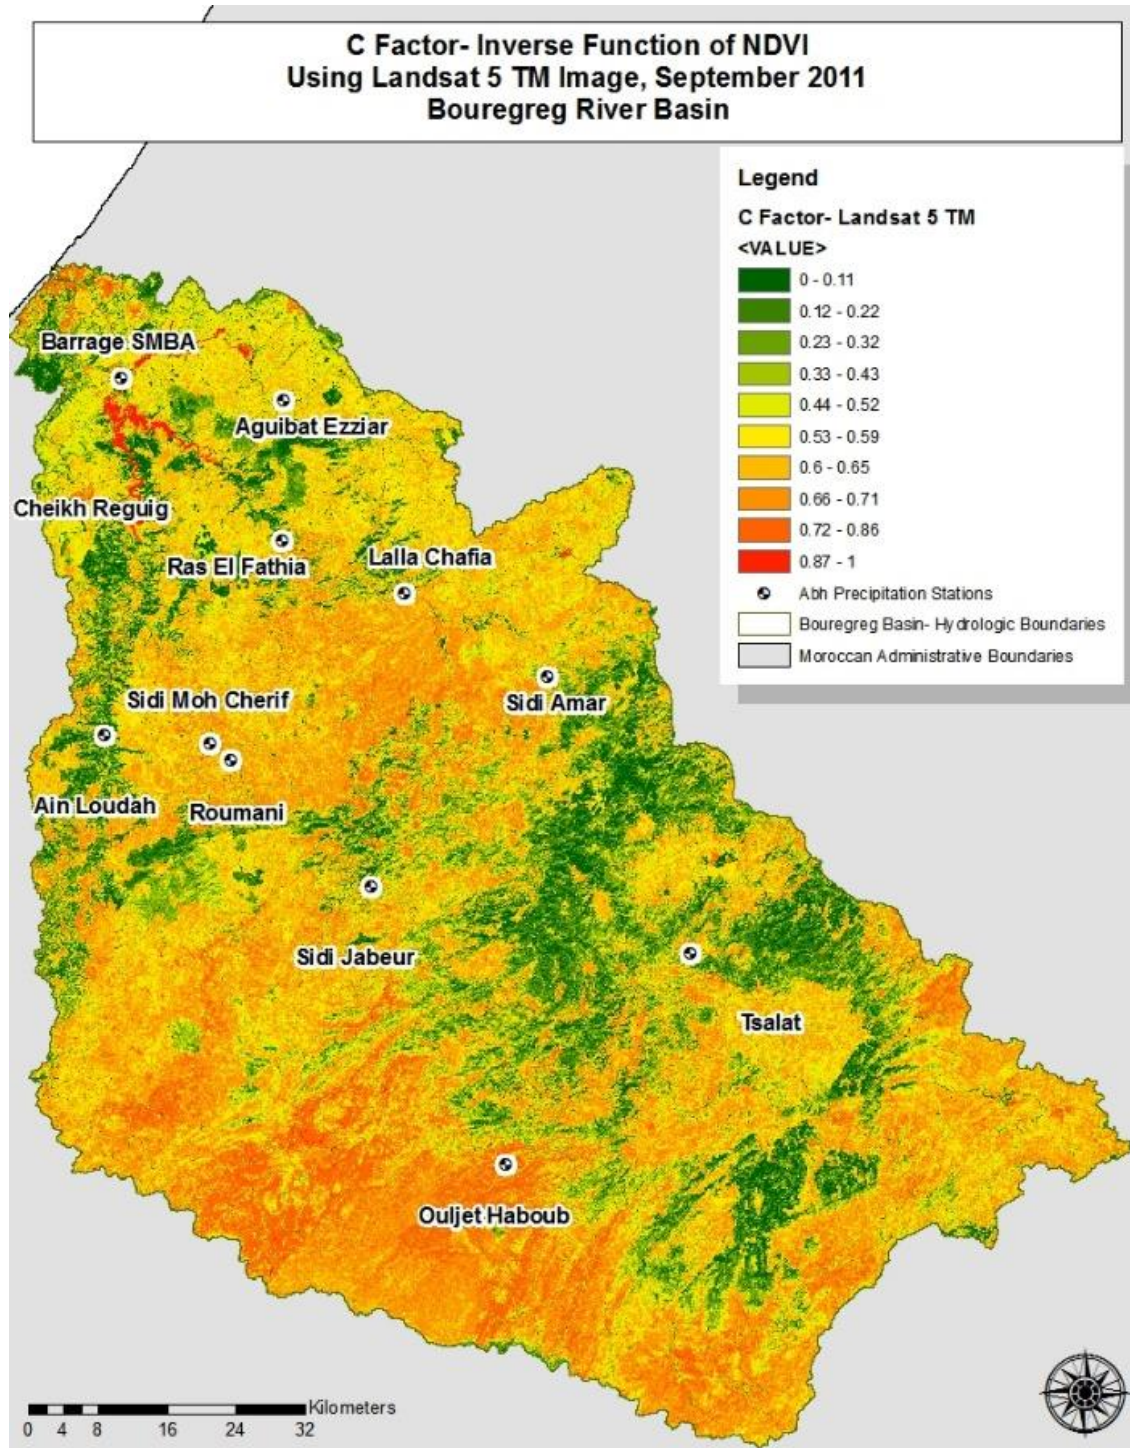 C Factor- Inverse Function of NDVI
Using Landsat 5 TM Image, September 2011
Bouregreg River Basin
Legend
C Factor- Landsat 5 TM
<VALUE>
0 - 0.11
0.12 - 0.22
0.23 - 0.32
0.33 - 0.43
0.44 - 0.52
0.53 - 0.59
0.6 - 0.65
0.66 - 0.71
0.72 - 0.86
0.87 - 1
Abh Precipitation Stations
Bouregreg Basin- Hydrologic Boundaries
Moroccan Administrative Boundaries
Barrage SMBA
Aguibat Ezziar
Cheikh Reguig
Ras El Fathia
Lalla Chafia
Sidi Moh Cherif
Sidi Amar
Ain Loudah
Roumani
Sidi Jabeur
Tsalat
Ouljet Haboub
Kilometers
0 4 8 16 24 32